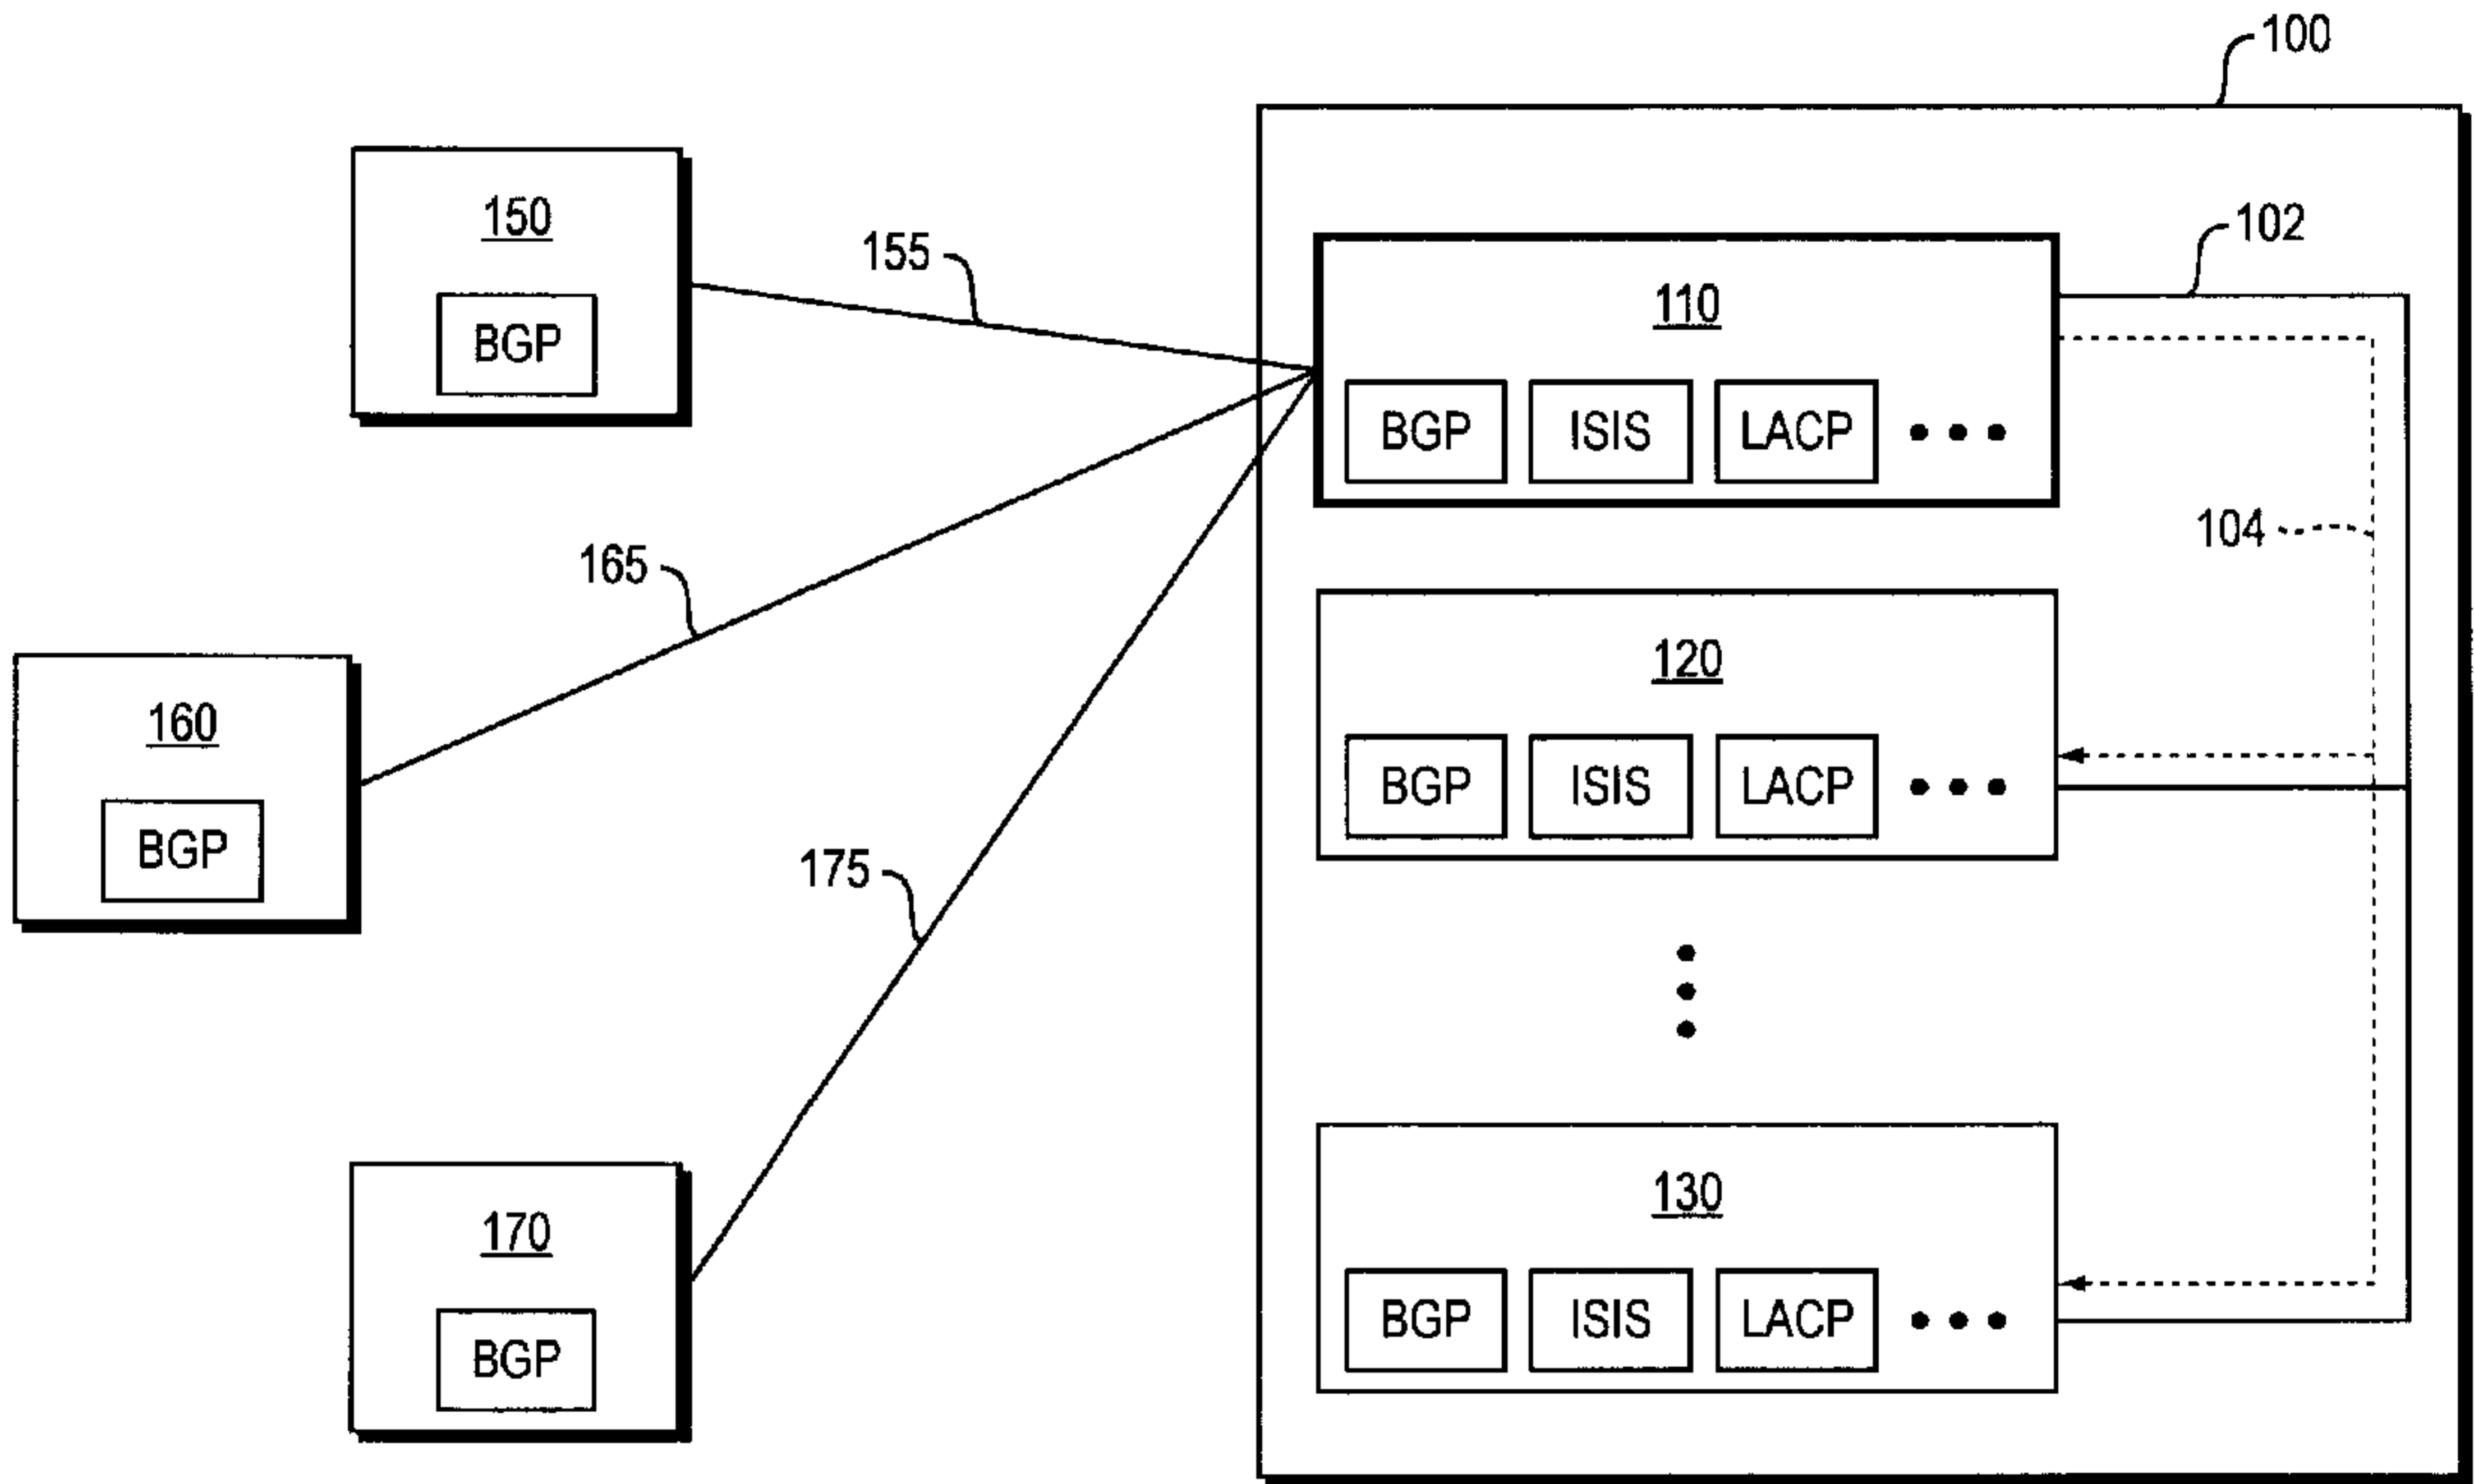 100
150
BGP
155
102
110
BGP ISIS LACP • • •
104
165
120
BGP ISIS LACP • • •
160
BGP
175
130
BGP ISIS LACP • • •
170
BGP